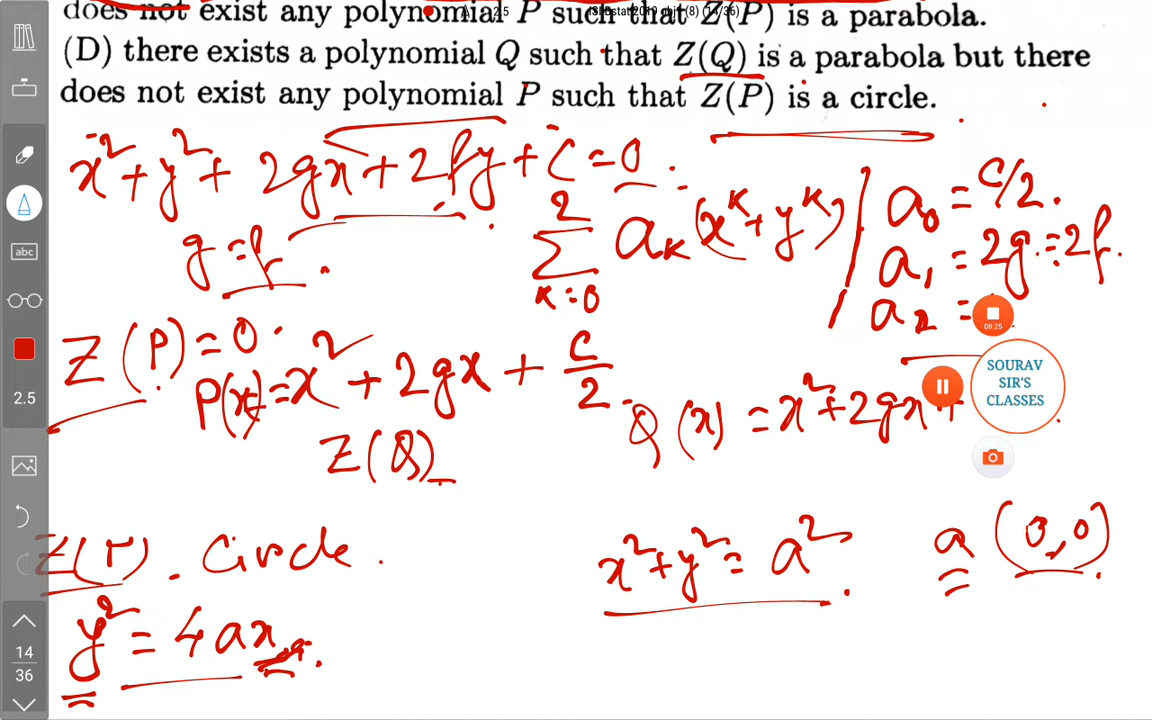 does not exist any polynomial P such that Z(P) is a parabola.
(D) there exists a polynomial Q such that Z(Q) is a parabola but there
does not exist any polynomial P such that Z(P) is a circle.
x² + y² + 2gx + 2fy + c = 0
g = f
2 Σ k=0 aₖ (xᵏ + yᵏ)
a₀ = c/2.
a₁ = 2g = 2f.
a₂ =
08:25
Z(P) = 0
P(x) = x² + 2gx + c/2
Q(x) = x² + 2gx +
SOURAV
SIR'S
CLASSES
Z(Q)
abc
2.5
Circle.
x² + y² = a²
a (0,0)
y² = 4ax
14
36